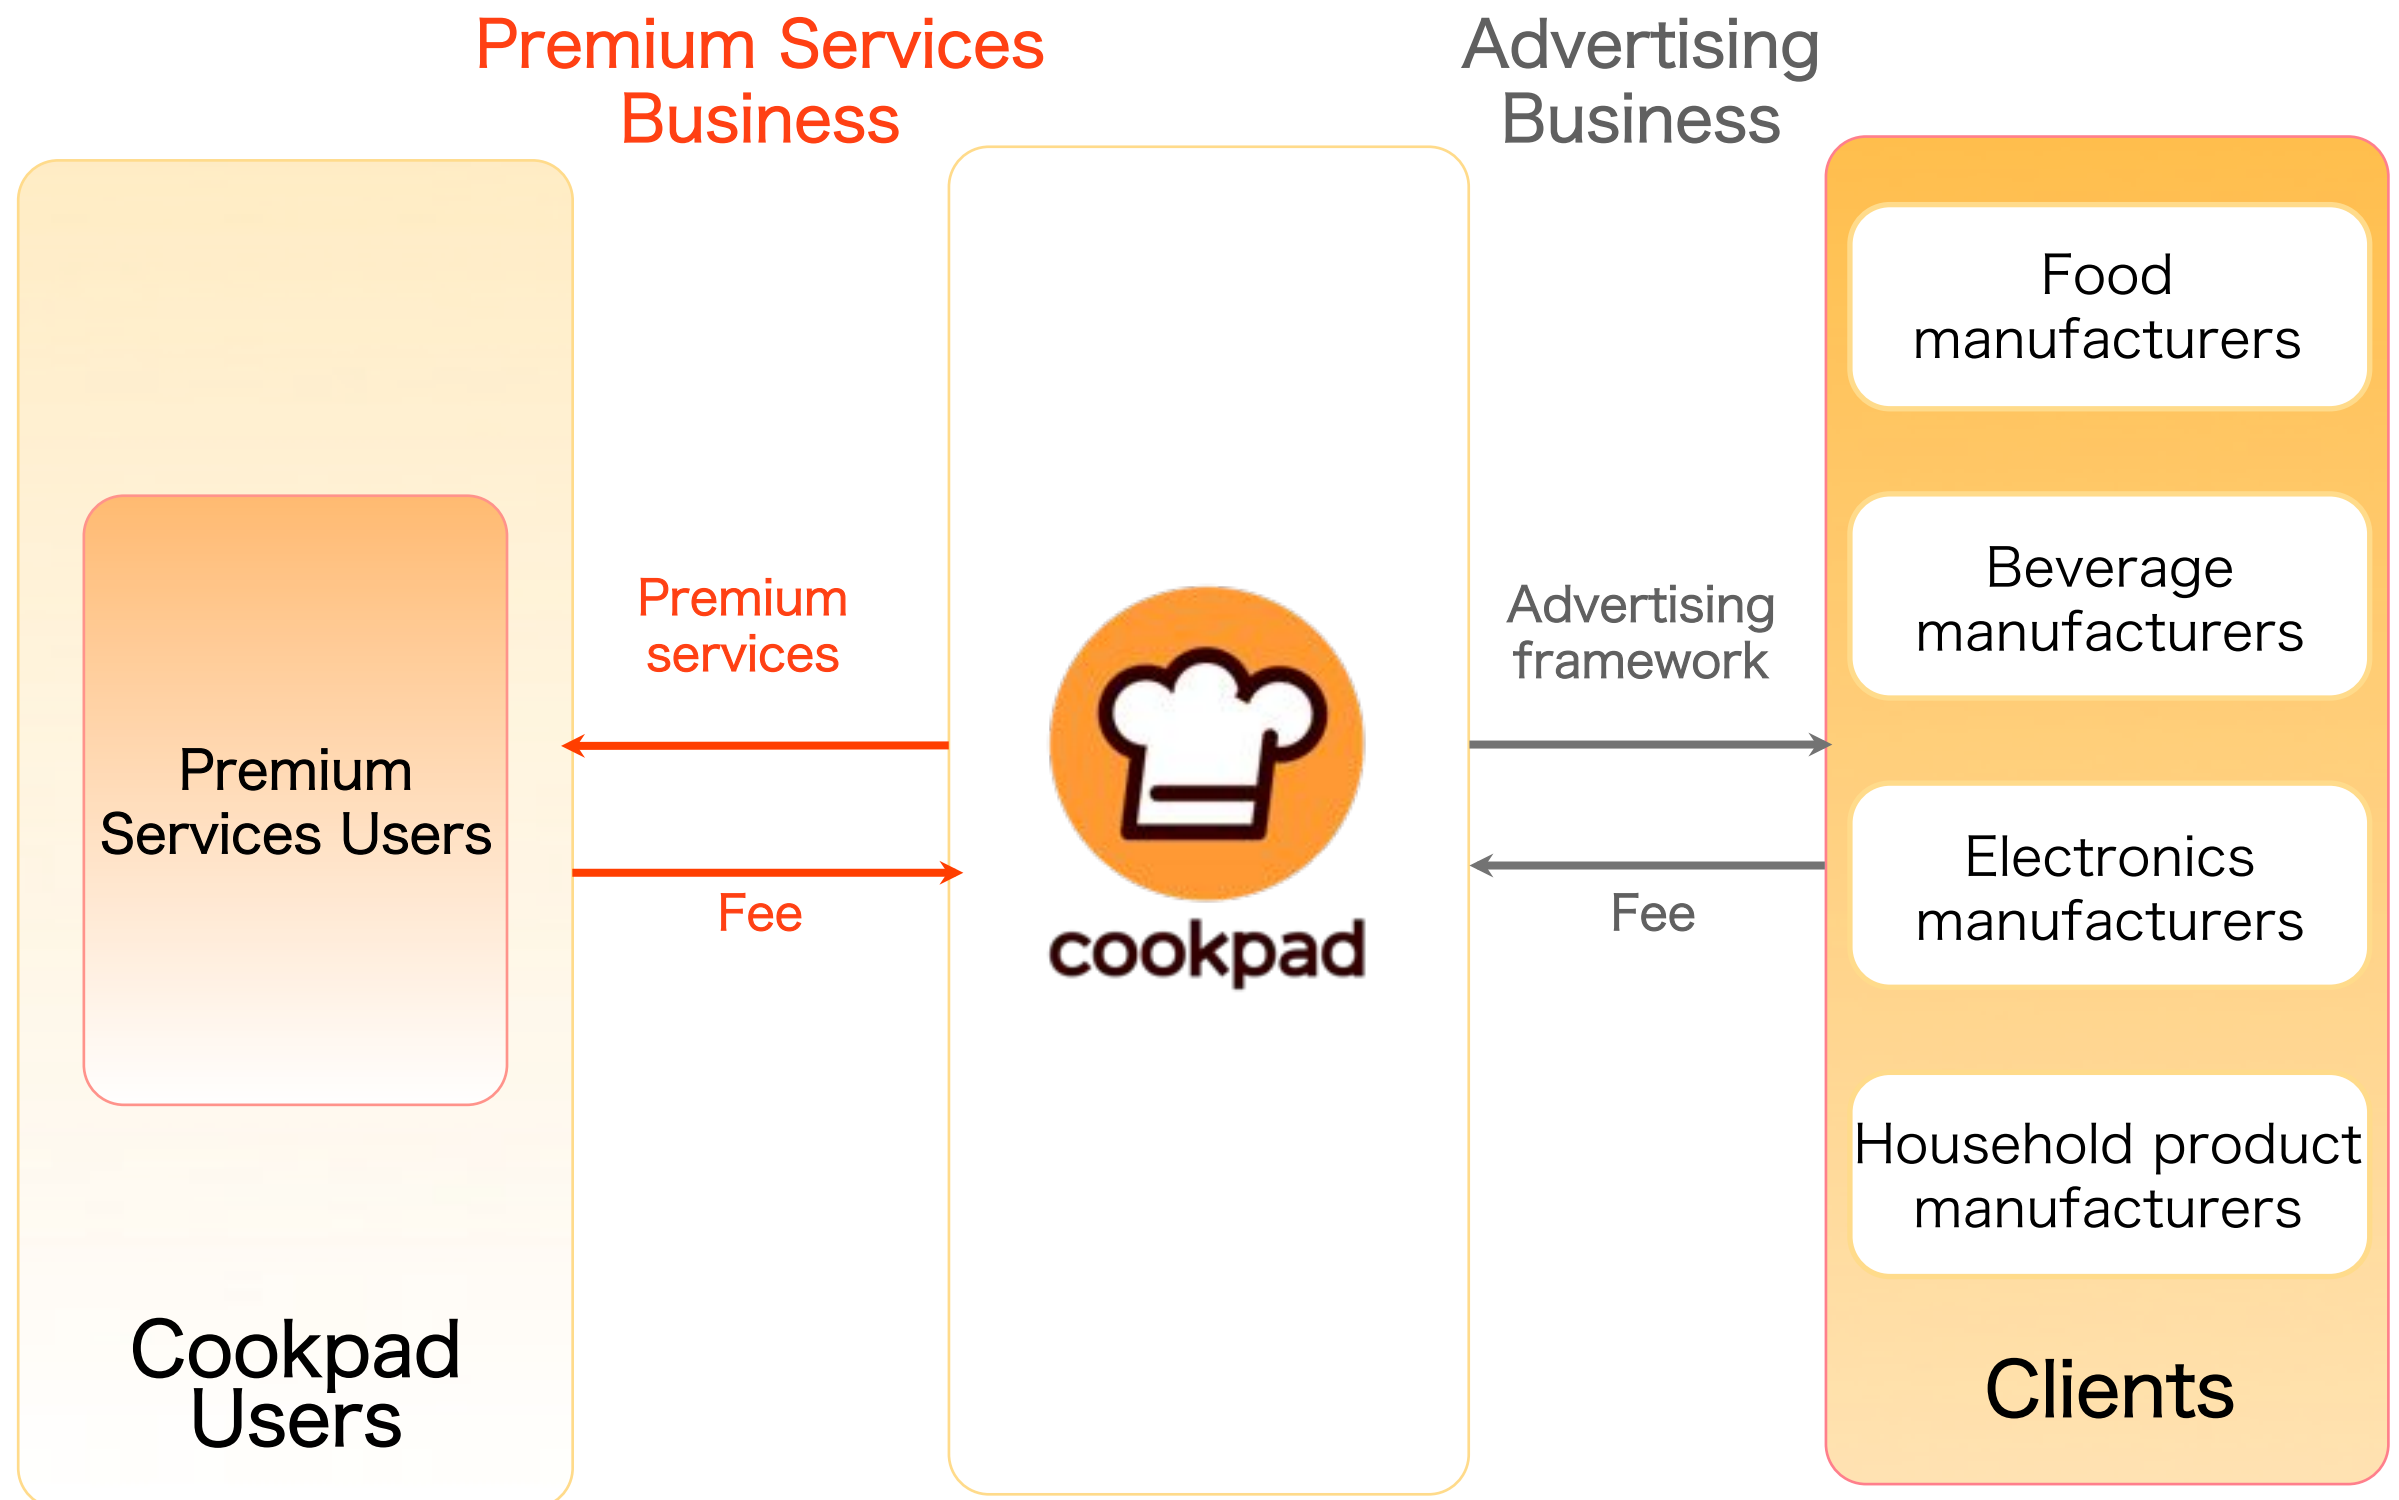 Premium Services
Business
Advertising
Business
Premium
Services Users
Cookpad
Users
Premium
services
Fee
cookpad
Advertising
framework
Fee
Food
manufacturers
Beverage
manufacturers
Electronics
manufacturers
Household product
manufacturers
Clients